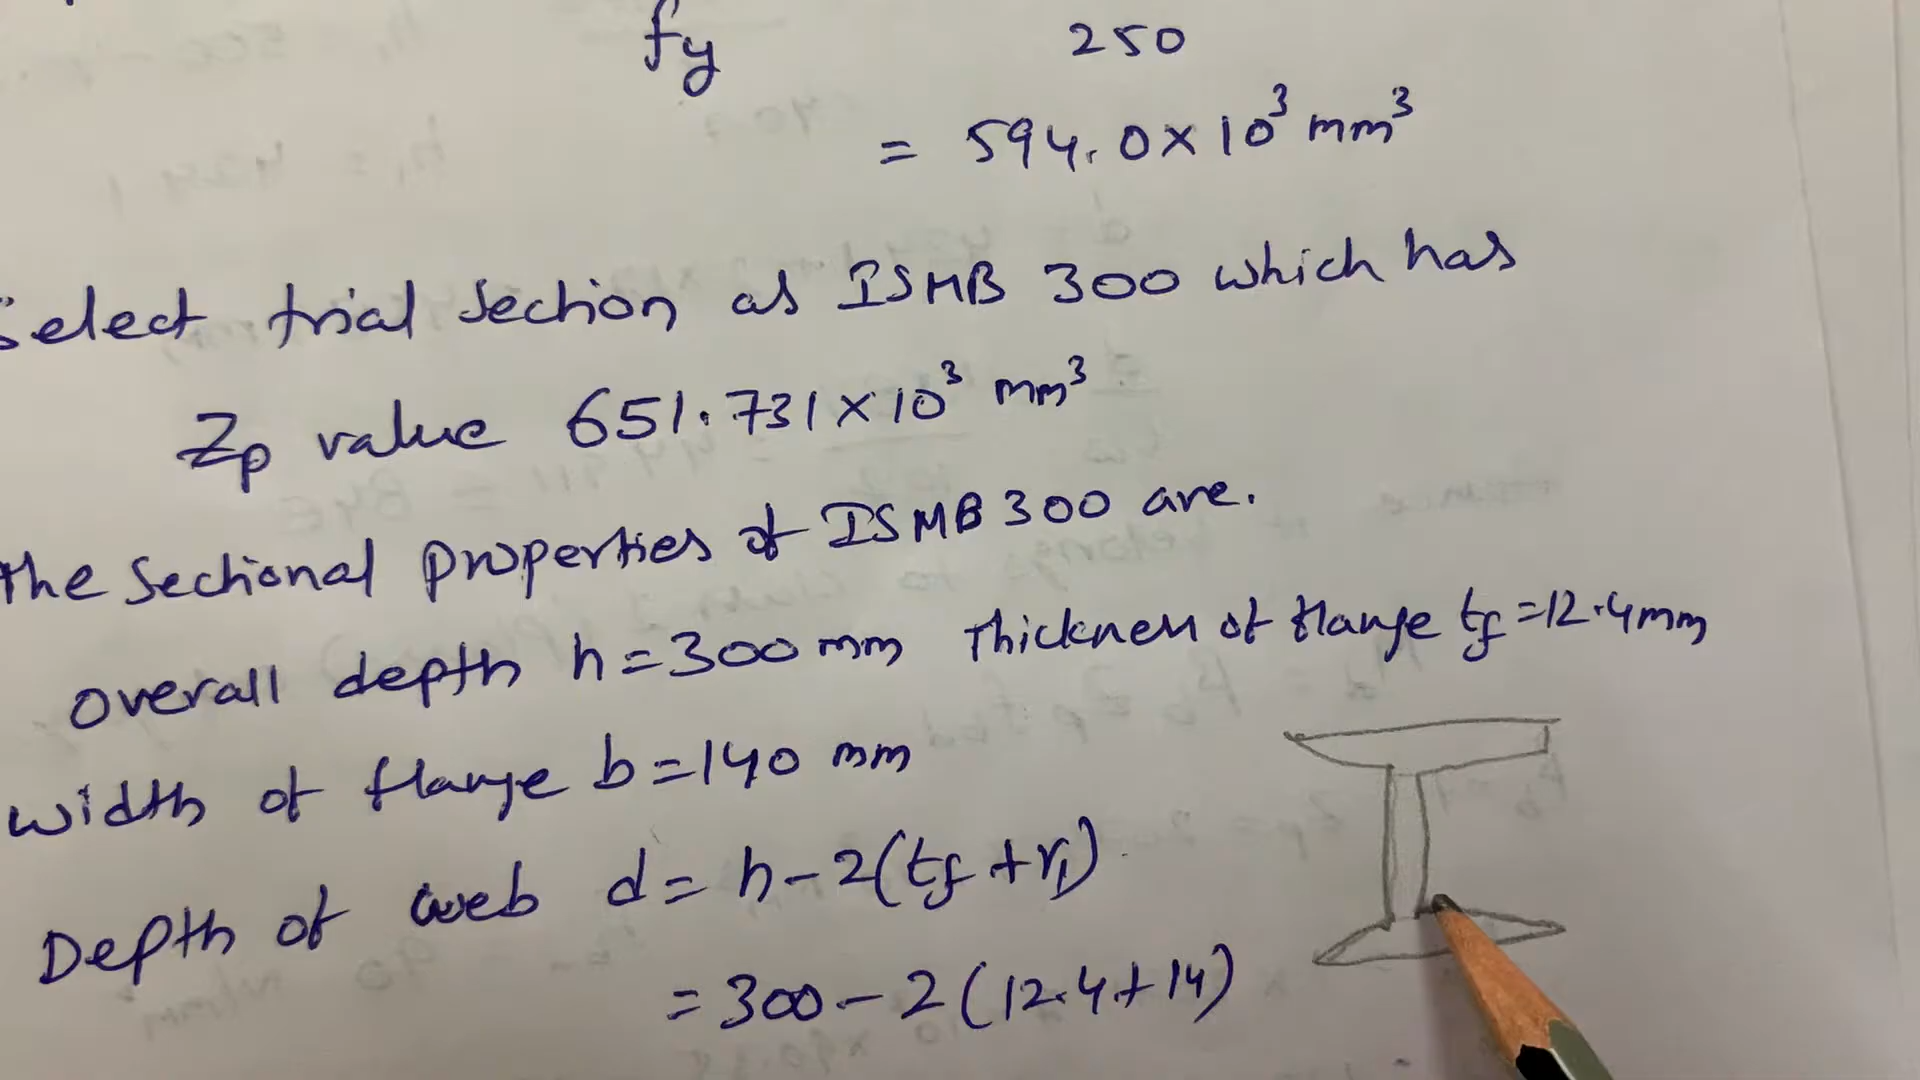 fy 250
= 594.0×10³ mm³
Select trial section as ISMB 300 which has
Zp value 651.731×10³ mm³
The Sectional properties of ISMB 300 are.
overall depth h=300mm Thickness of flange tf=12.4mm
width of flange b=140 mm
Depth of web d= h-2(tf+r1)
=300-2(12.4+14)